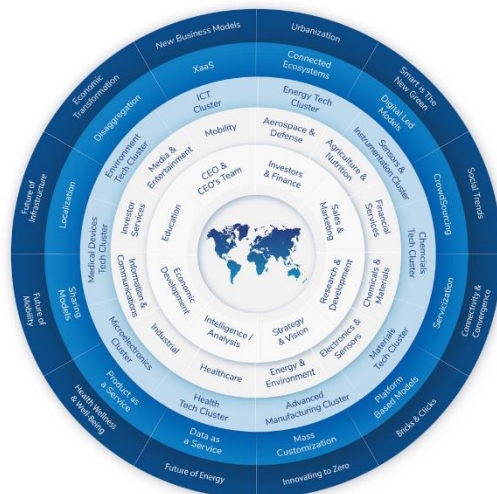 Urbanization
Smart is The
New Green
Social Trends
Connectivity &
Convergence
Bricks & Clicks
Innovating to Zero
Future of Energy
Health Wellness
& Well-Being
Future of
Mobility
Future of
Infrastructure
Economic
Transformation
New Business Models
Connected
Ecosystems
Digital Led
Models
CrowdSourcing
Servicization
Platform
Based Models
Mass
Customization
Data as
a Service
Product as
a Service
Sharing
Models
Localization
Disaggregation
XaaS
Energy Tech
Cluster
Sensors &
Instrumentation Cluster
Chemcials
Tech Cluster
Materials
Tech Cluster
Advanced
Manufacturing Cluster
Health
Tech Cluster
Microelectronics
Cluster
Medical Devices
Tech Cluster
Environment
Tech Cluster
ICT
Cluster
Aerospace &
Defense
Agriculture &
Nutrition
Financial
Services
Chemicals &
Materials
Electronics &
Sensors
Energy &
Environment
Healthcare
Industrial
Information &
Communications
Investor
Services
Media &
Entertainment
Mobility
Investors
& Finance
Sales &
Marketing
Research &
Development
Strategy
& Vision
Intelligence /
Analysis
Economic
Development
Education
CEO &
CEO's Team